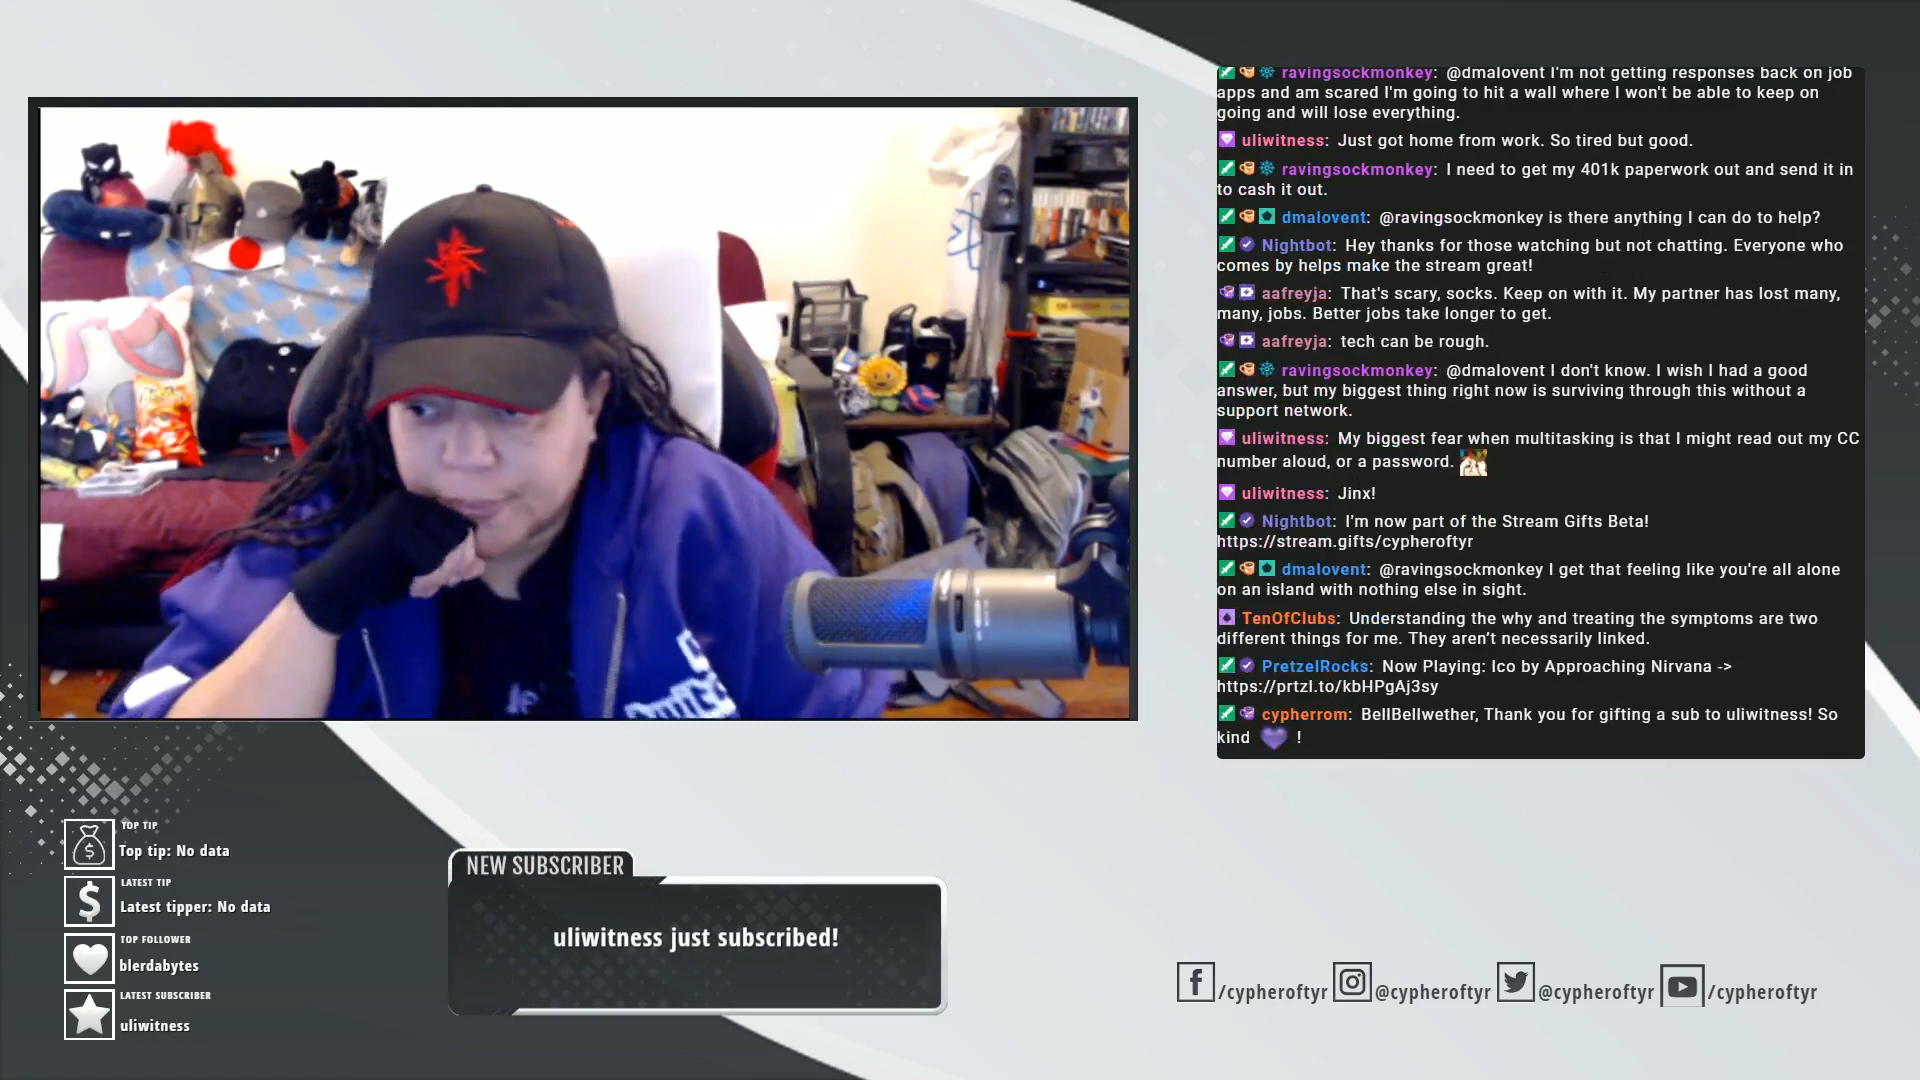 ravingsockmonkey: @dmalovent I'm not getting responses back on job
apps and am scared I'm going to hit a wall where I won't be able to keep on
going and will lose everything.
uliwitness: Just got home from work. So tired but good.
ravingsockmonkey: I need to get my 401k paperwork out and send it in
to cash it out.
dmalovent: @ravingsockmonkey is there anything I can do to help?
Nightbot: Hey thanks for those watching but not chatting. Everyone who
comes by helps make the stream great!
aafreyja: That's scary, socks. Keep on with it. My partner has lost many,
many, jobs. Better jobs take longer to get.
aafreyja: tech can be rough.
ravingsockmonkey: @dmalovent I don't know. I wish I had a good
answer, but my biggest thing right now is surviving through this without a
support network.
uliwitness: My biggest fear when multitasking is that I might read out my CC
number aloud, or a password.
uliwitness: Jinx!
Nightbot: I'm now part of the Stream Gifts Beta!
https://stream.gifts/cypheroftyr
dmalovent: @ravingsockmonkey I get that feeling like you're all alone
on an island with nothing else in sight.
TenOfClubs: Understanding the why and treating the symptoms are two
different things for me. They aren’t necessarily linked.
PretzelRocks: Now Playing: Ico by Approaching Nirvana ->
https://prtzl.to/kbHPgAj3sy
cypherrom: BellBellwether, Thank you for gifting a sub to uliwitness! So
kind !
TOP TIP
Top tip: No data
LATEST TIP
Latest tipper: No data
TOP FOLLOWER
blerdabytes
LATEST SUBSCRIBER
uliwitness
NEW SUBSCRIBER
uliwitness just subscribed!
/cypheroftyr @cypheroftyr @cypheroftyr /cypheroftyr